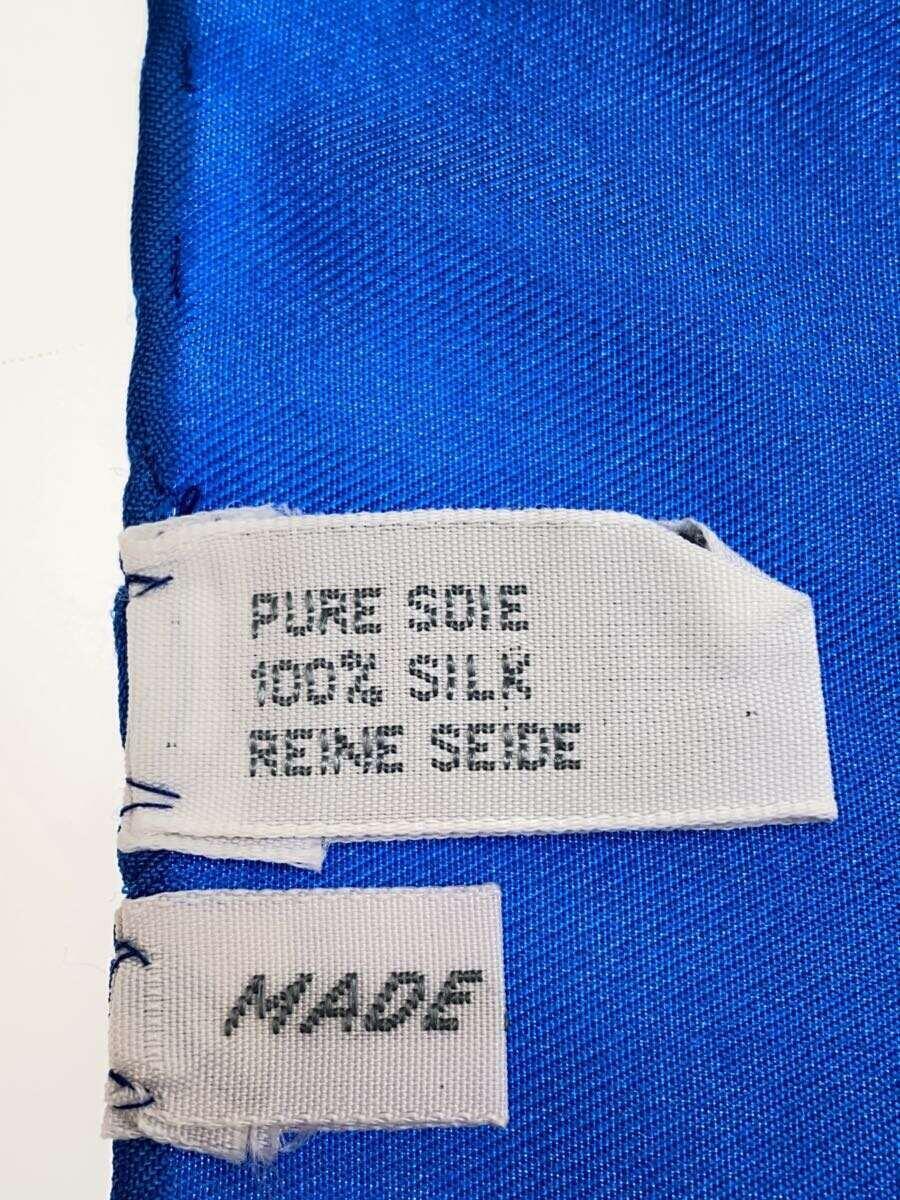 PURE SOIE
100% SILK
REINE SEIDE
MADE